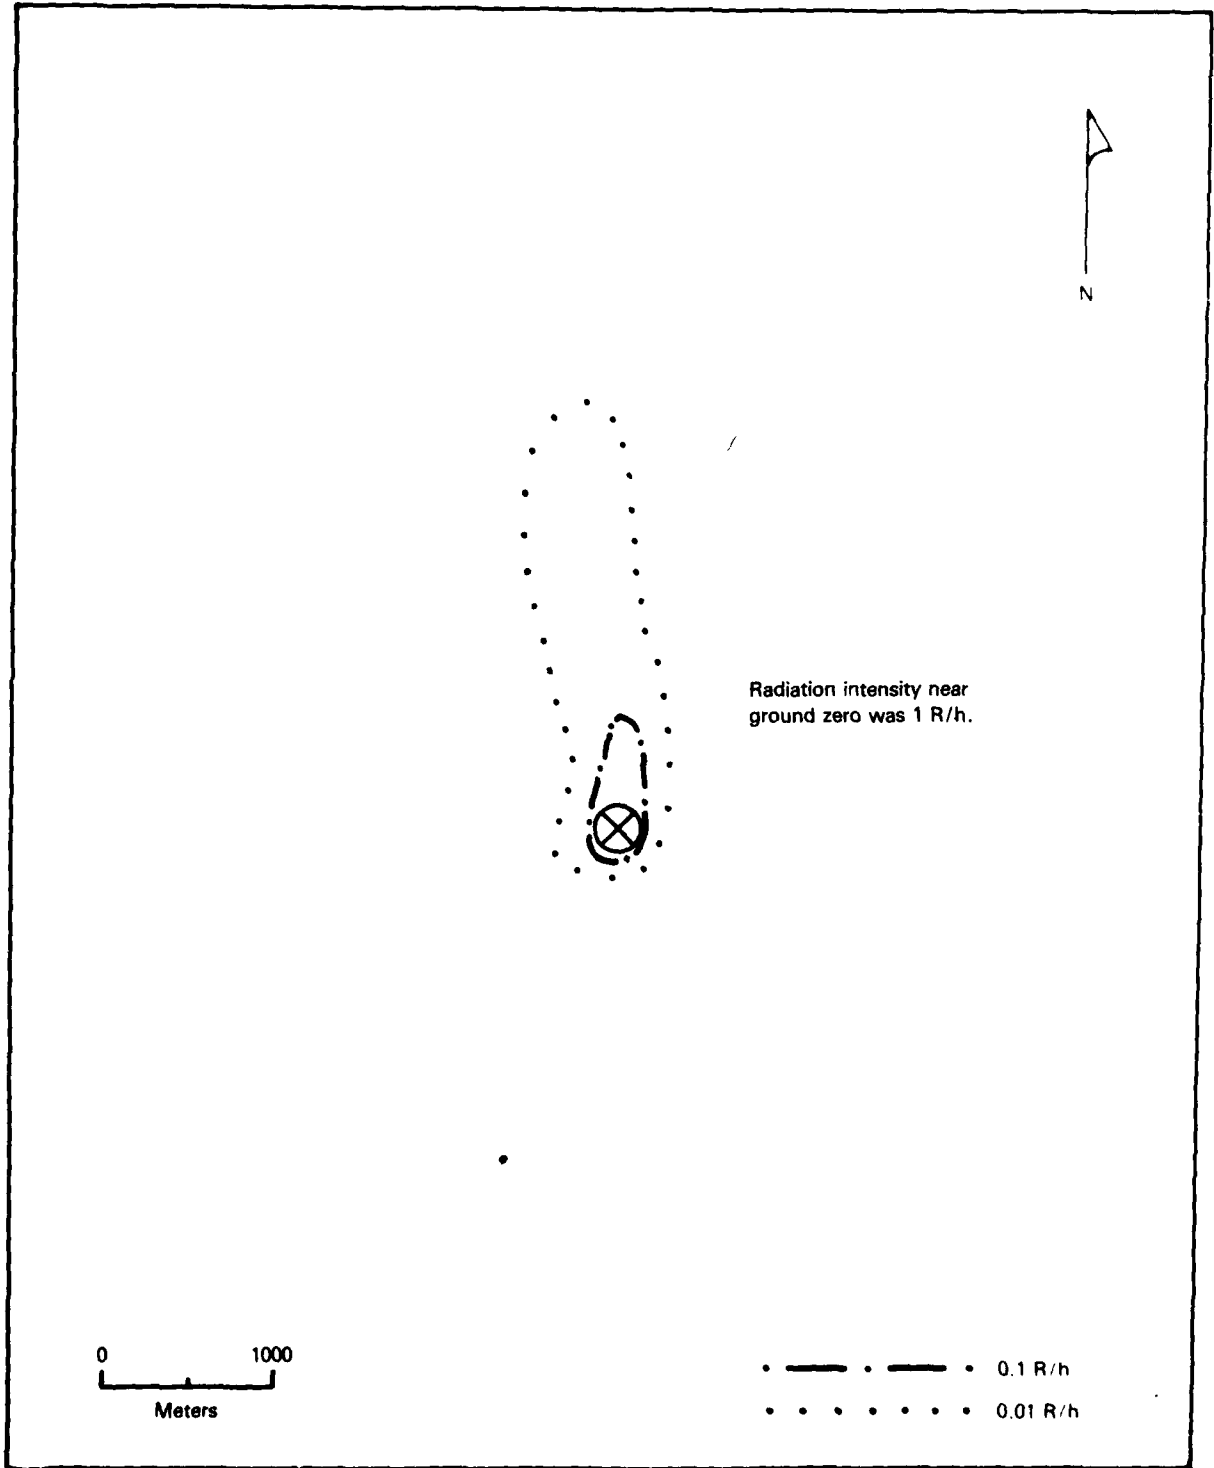 N
Radiation intensity near
ground zero was 1 R/h.
0 1000
Meters
0.1 R/h
0.01 R/h